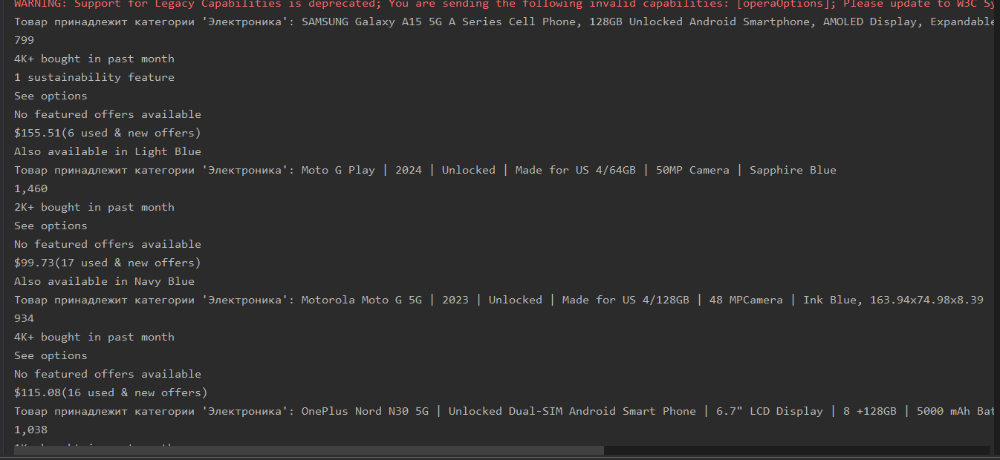 WARNING: Support for Legacy Capabilities is deprecated; You are sending the following invalid capabilities: [operaOptions]; Please update to W3C Sy
Товар принадлежит категории 'Электроника': SAMSUNG Galaxy A15 5G A Series Cell Phone, 128GB Unlocked Android Smartphone, AMOLED Display, Expandable
799
4K+ bought in past month
1 sustainability feature
See options
No featured offers available
$155.51(6 used & new offers)
Also available in Light Blue
Товар принадлежит категории 'Электроника': Moto G Play | 2024 | Unlocked | Made for US 4/64GB | 50MP Camera | Sapphire Blue
1,460
2K+ bought in past month
See options
No featured offers available
$99.73(17 used & new offers)
Also available in Navy Blue
Товар принадлежит категории 'Электроника': Motorola Moto G 5G | 2023 | Unlocked | Made for US 4/128GB | 48 MPCamera | Ink Blue, 163.94x74.98x8.39
934
4K+ bought in past month
See options
No featured offers available
$115.08(16 used & new offers)
Товар принадлежит категории 'Электроника': OnePlus Nord N30 5G | Unlocked Dual-SIM Android Smart Phone | 6.7" LCD Display | 8 +128GB | 5000 mAh Bat
1,038